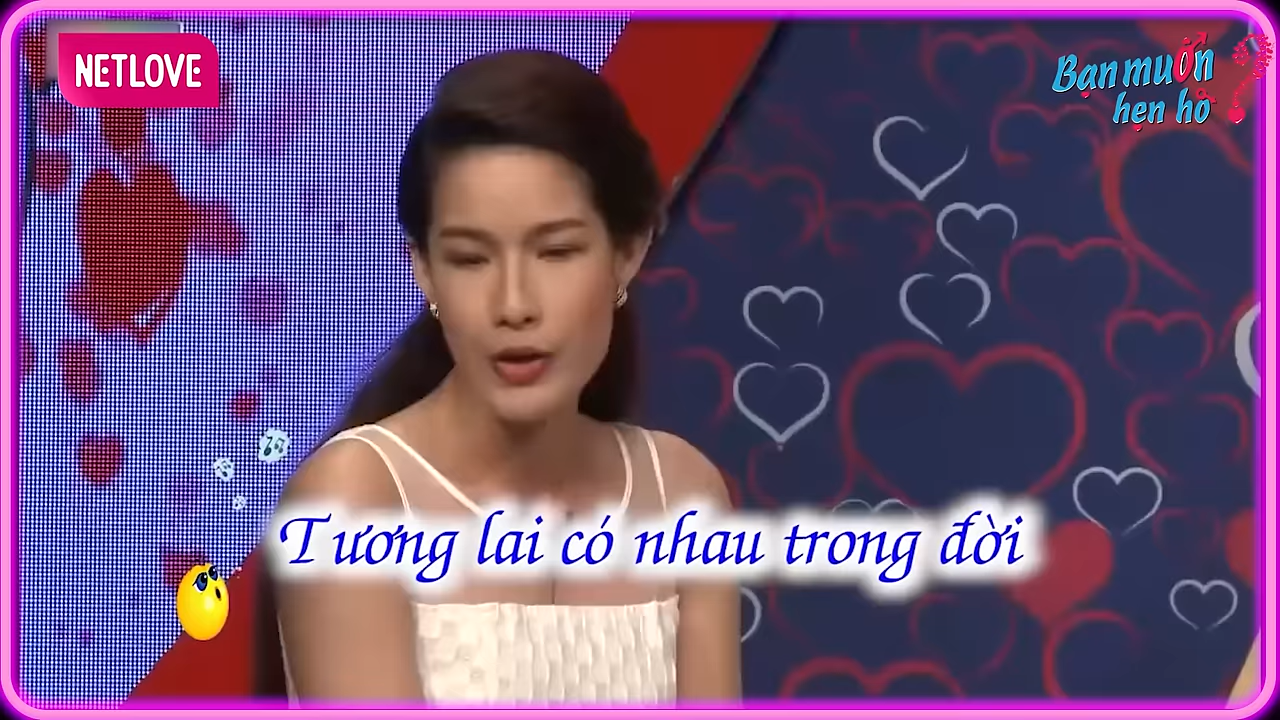 NETLOVE
Bạn muốn
hẹn hò ?
Tương lai có nhau trong đời